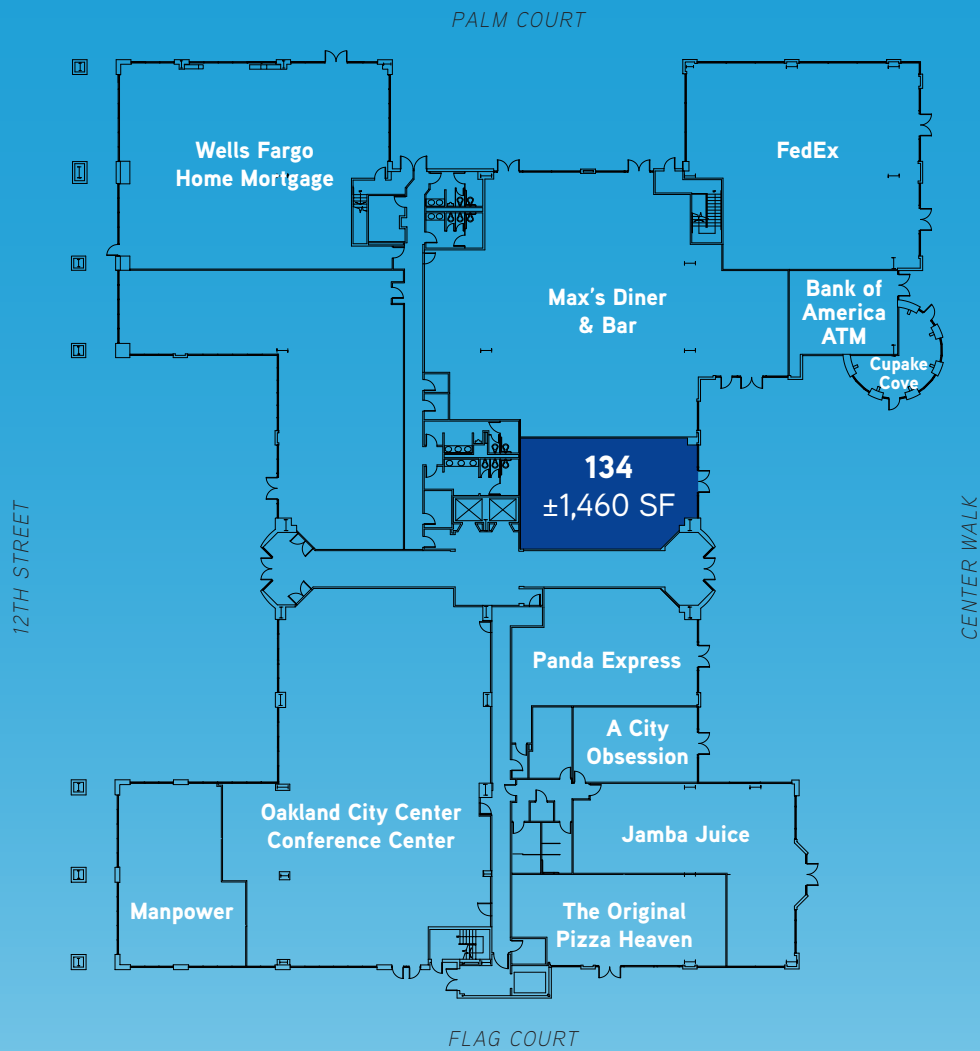 PALM COURT
Wells Fargo
Home Mortgage
FedEx
Max's Diner
& Bar
Bank of
America
ATM
Cupake
Cove
134
±1,460 SF
12TH STREET
CENTER WALK
Panda Express
A City
Obsession
Oakland City Center
Conference Center
Jamba Juice
Manpower
The Original
Pizza Heaven
FLAG COURT